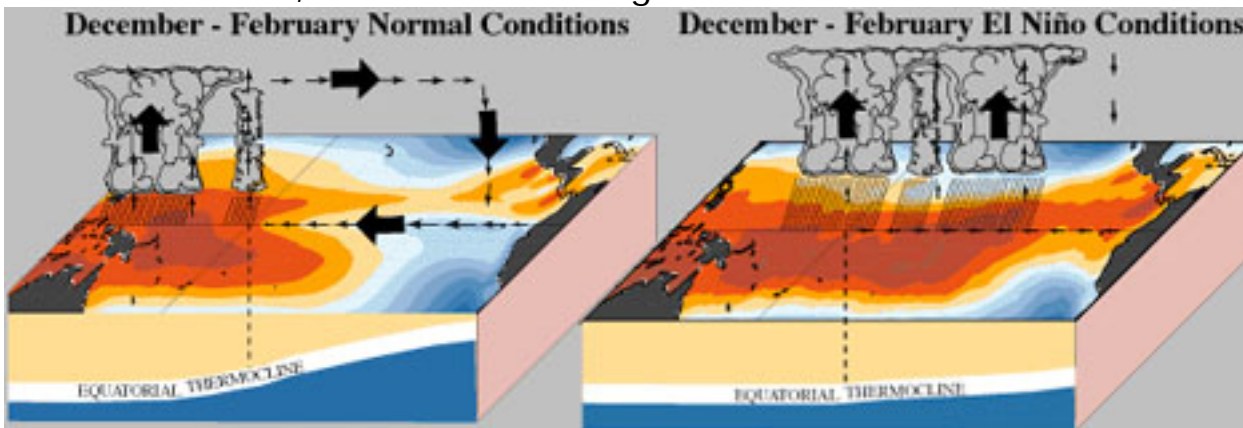 December - February Normal Conditions
December - February El Niño Conditions
EQUATORIAL THERMOCLINE
EQUATORIAL THERMOCLINE